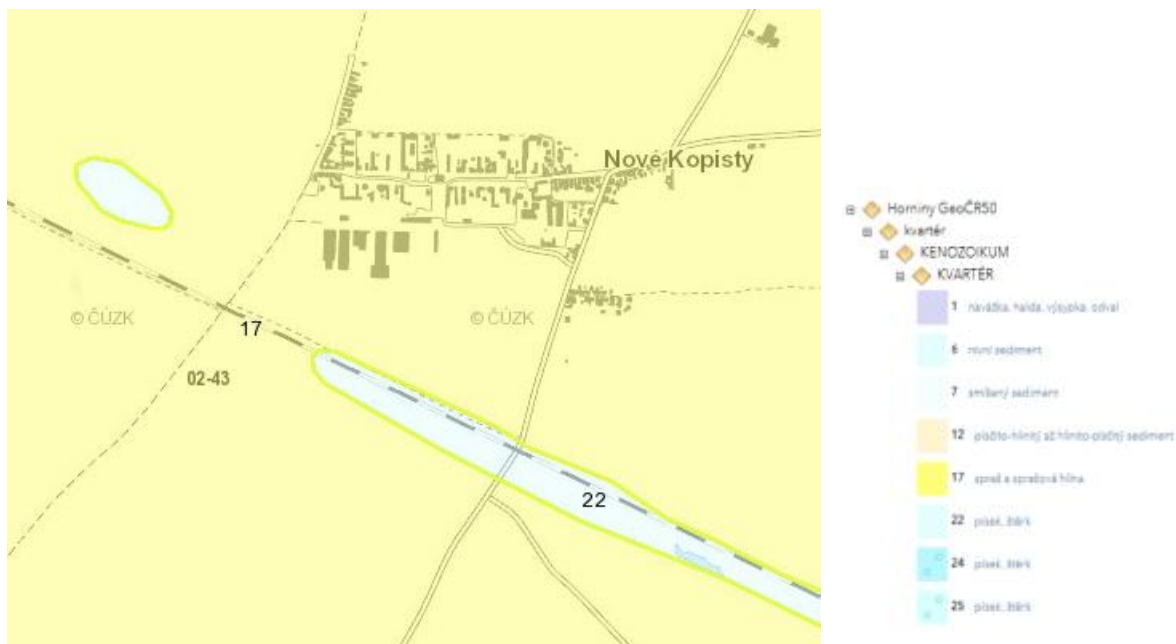 Nové Kopisty
© ČÚZK
© ČÚZK
17
02-43
22
Horniny GeoČR50
kvartér
KENOZOIKUM
KVARTÉR
1 navážka, halda, výsypka, odval
6 nivní sediment
7 smíšený sediment
12 písčito-hlinitý až hlinito-písčitý sediment
17 spraš a sprašová hlína
22 písek, štěrk
24 písek, štěrk
25 písek, štěrk